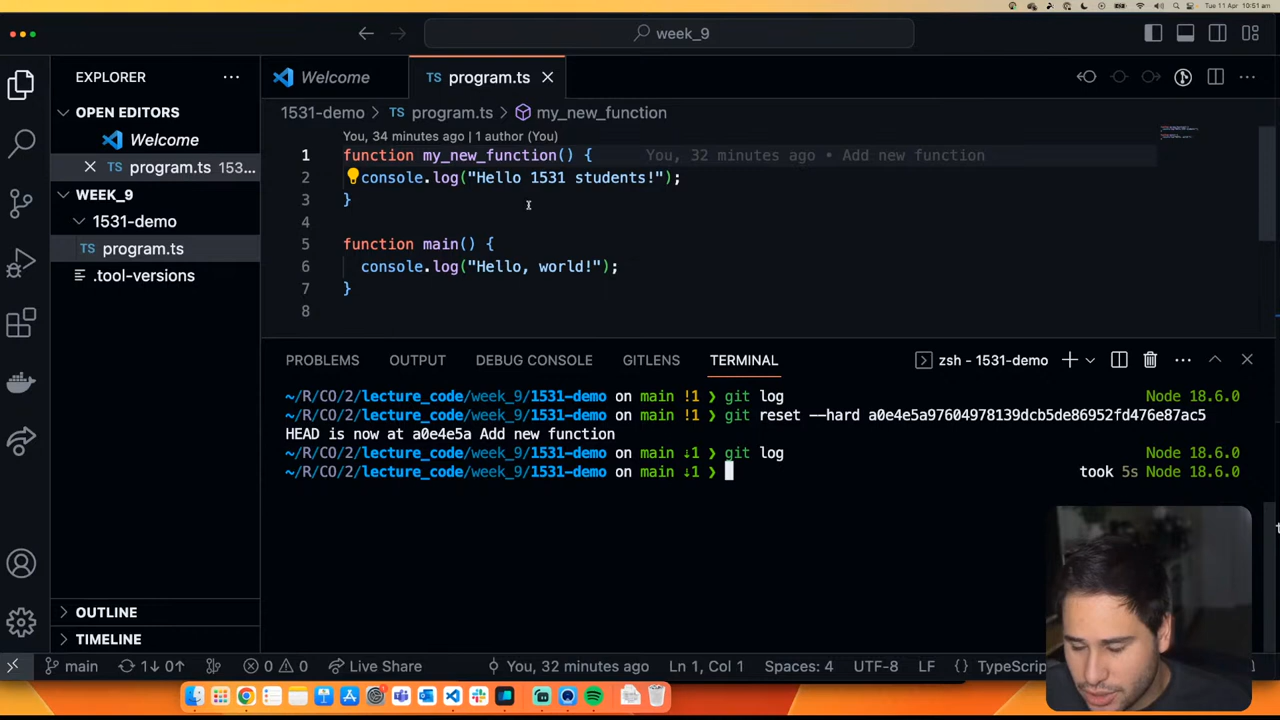 Tue 11 Apr 10:51 am
week_9
EXPLORER
Welcome
program.ts
OPEN EDITORS
Welcome
program.ts 153...
WEEK_9
1531-demo
program.ts
.tool-versions
OUTLINE
TIMELINE
1531-demo > TS program.ts > my_new_function
You, 34 minutes ago | 1 author (You)
1 function my_new_function() { You, 32 minutes ago • Add new function
2 console.log("Hello 1531 students!");
3 }
4
5 function main() {
6 console.log("Hello, world!");
7 }
8
PROBLEMS OUTPUT DEBUG CONSOLE GITLENS TERMINAL zsh - 1531-demo
~/R/CO/2/lecture_code/week_9/1531-demo on main !1 ❯ git log Node 18.6.0
~/R/CO/2/lecture_code/week_9/1531-demo on main !1 ❯ git reset --hard a0e4e5a97604978139dcb5de86952fd476e87ac5
HEAD is now at a0e4e5a Add new function
~/R/CO/2/lecture_code/week_9/1531-demo on main ⇣1 ❯ git log Node 18.6.0
~/R/CO/2/lecture_code/week_9/1531-demo on main ⇣1 ❯ took 5s Node 18.6.0
main 1↓ 0↑ 0 0 Live Share You, 32 minutes ago Ln 1, Col 1 Spaces: 4 UTF-8 LF {} TypeScrip